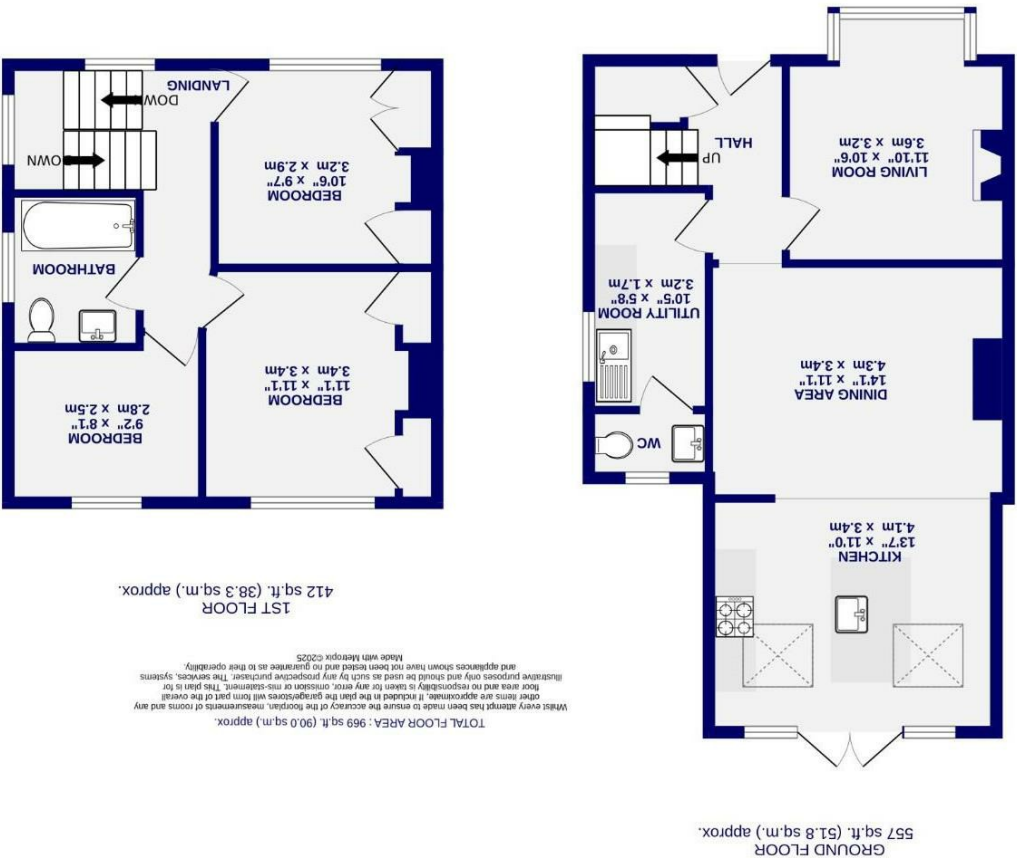 GROUND FLOOR
557 sq.ft. (51.8 sq.m.) approx.
KITCHEN
13'7" x 11'0"
4.1m x 3.4m
WC
DINING AREA
14'1" x 11'1"
4.3m x 3.4m
UTILITY ROOM
10'5" x 5'8"
3.2m x 1.7m
LIVING ROOM
11'10" x 10'6"
3.6m x 3.2m
UP
HALL
1ST FLOOR
412 sq.ft. (38.3 sq.m.) approx.
BEDROOM
11'1" x 11'1"
3.4m x 3.4m
BEDROOM
9'2" x 8'1"
2.8m x 2.5m
BATHROOM
BEDROOM
10'6" x 9'7"
3.2m x 2.9m
OWN
DOWN
LANDING
TOTAL FLOOR AREA : 969 sq.ft. (90.0 sq.m.) approx.
Whilst every attempt has been made to ensure the accuracy of the floorplan, measurements of rooms and any
other items are approximate. If included in the plan the garage/stores will form part of the overall
floor area and no responsibility is taken for any error, omission or mis-statement. This plan is for
illustrative purposes only and should be used as such by any prospective purchaser. The services, systems
and appliances shown have not been tested and no guarantee as to their operability.
Made with Metropix ©2025